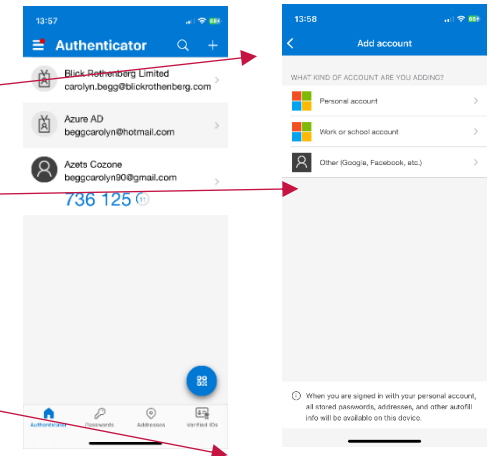 13:57
Authenticator
Blick Rothenberg Limited
carolyn.begg@blickrothenberg.com
Azure AD
beggcarolyn@hotmail.com
Azets Cozone
beggcarolyn90@gmail.com
736 125
Authenticator
Passwords
Addresses
Verified IDs
13:58
Add account
WHAT KIND OF ACCOUNT ARE YOU ADDING?
Personal account
Work or school account
Other (Google, Facebook, etc.)
When you are signed in with your personal account,
all stored passwords, addresses, and other autofill
info will be available on this device.